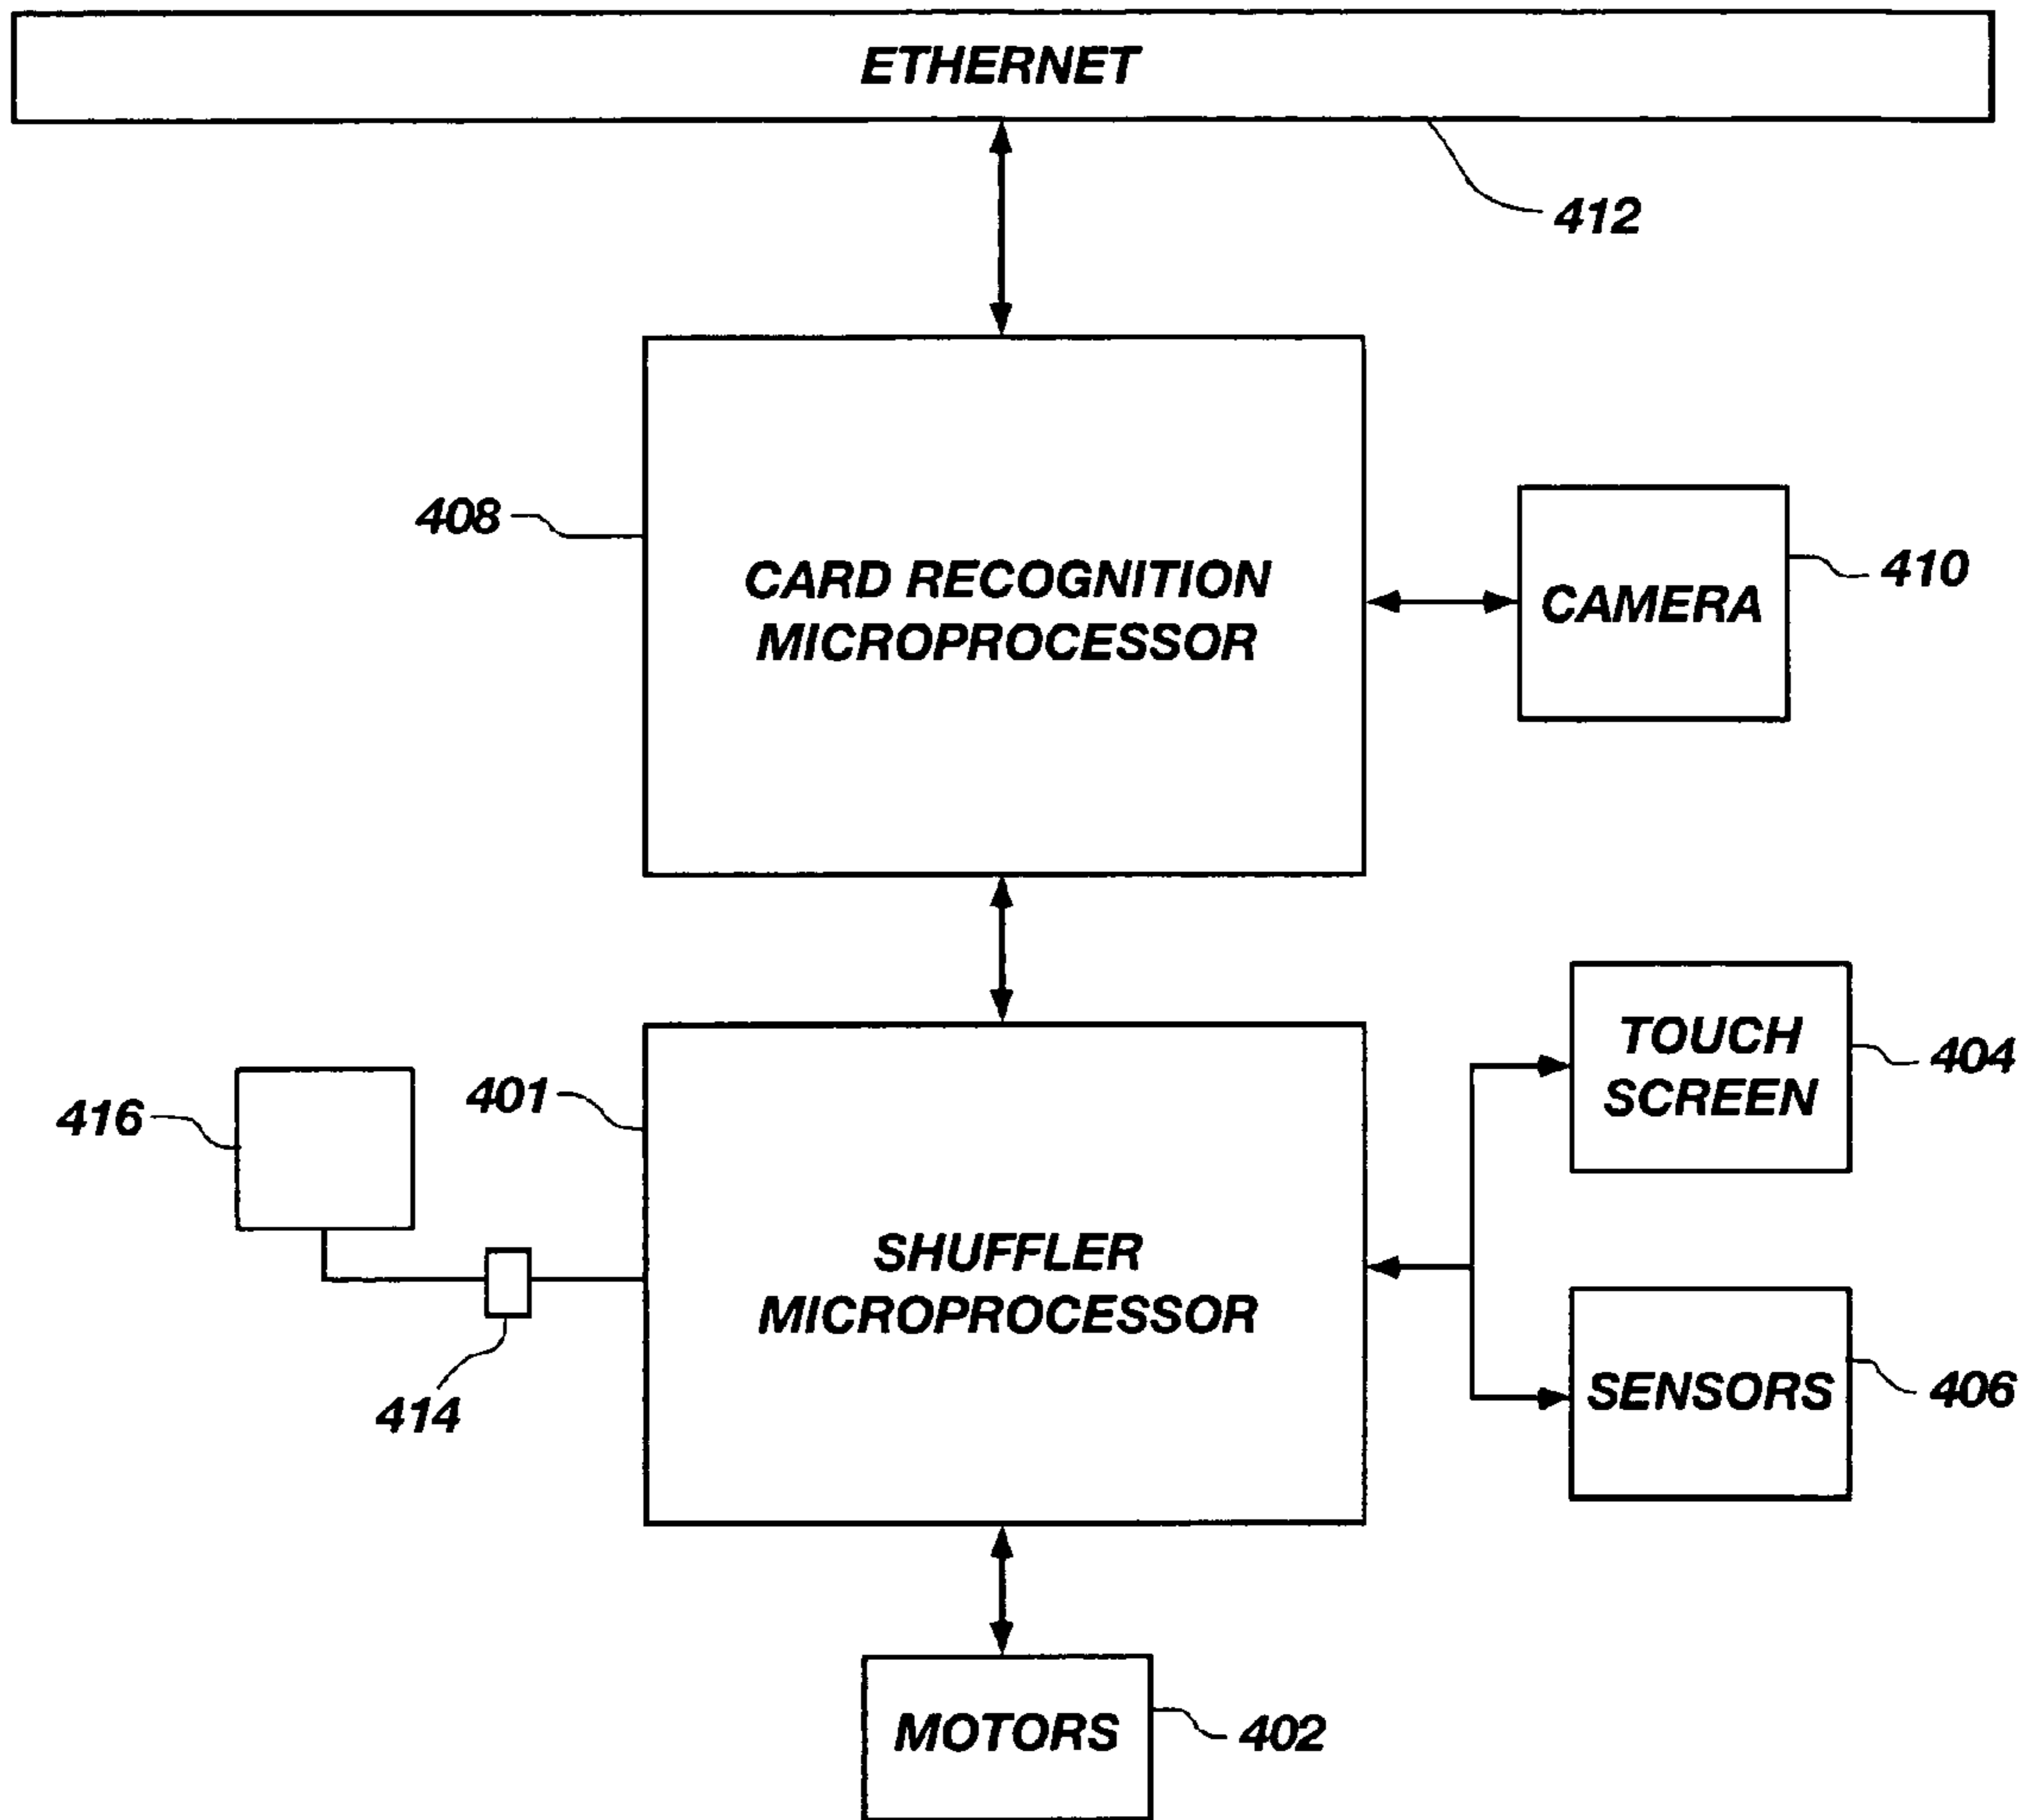 ETHERNET
412
408
CARD RECOGNITION
MICROPROCESSOR
CAMERA
410
416
401
SHUFFLER
MICROPROCESSOR
TOUCH
SCREEN
404
SENSORS
406
414
MOTORS
402